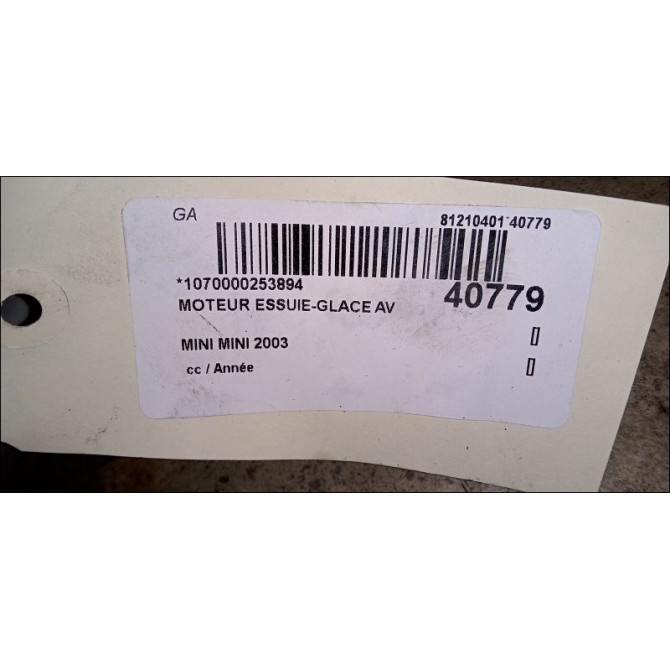 GA
81210401 40779
*1070000253894
40779
MOTEUR ESSUIE-GLACE AV
MINI MINI 2003
cc / Année